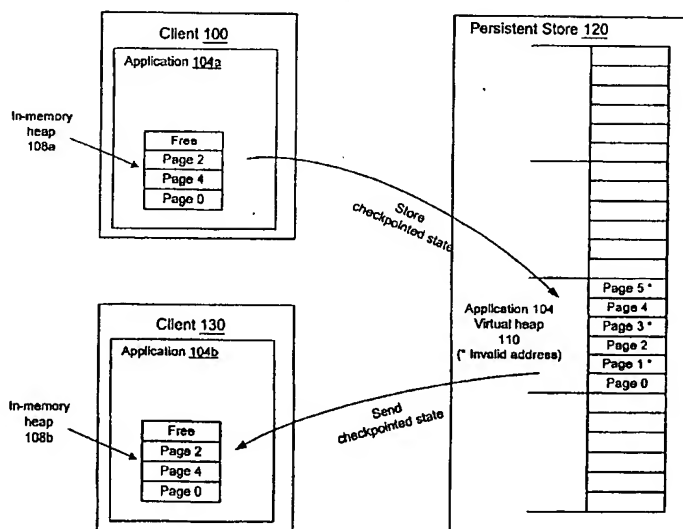 Client 100
Application 104a
In-memory
heap
108a
Free
Page 2
Page 4
Page 0
Store
checkpointed state
Persistent Store 120
Page 5 *
Page 4
Page 3 *
Page 2
Page 1 *
Page 0
Application 104
Virtual heap
110
(* Invalid address)
Client 130
Application 104b
In-memory
heap
108b
Free
Page 2
Page 4
Page 0
Send
checkpointed state